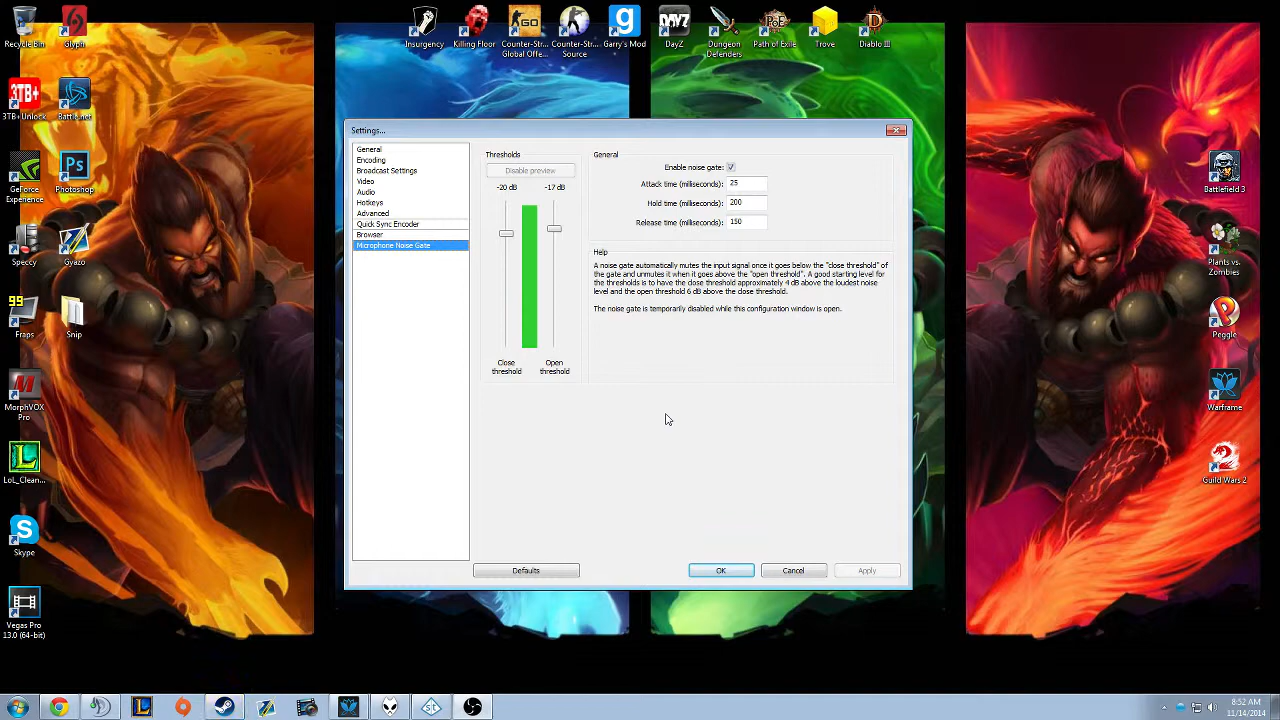 Recycle Bin
Glyph
3TB+Unlock
Battle.net
GeForce
Experience
Photoshop
Speccy
Gyazo
99
Fraps
Snip
MorphVOX
Pro
LoL_Clean...
Skype
Vegas Pro
13.0 (64-bit)
Insurgency
Killing Floor
Counter-Str...
Global Offe...
Counter-Str...
Source
Garry's Mod
DayZ
Dungeon
Defenders
Path of Exile
Trove
Diablo III
Battlefield 3
Plants vs.
Zombies
Peggle
Warframe
Guild Wars 2
Settings...
General
Encoding
Broadcast Settings
Video
Audio
Hotkeys
Advanced
Quick Sync Encoder
Browser
Microphone Noise Gate
Thresholds
Disable preview
-20 dB
-17 dB
Close
threshold
Open
threshold
General
Enable noise gate:
Attack time (miliseconds):
25
Hold time (miliseconds):
200
Release time (miliseconds):
150
Help
A noise gate automatically mutes the input signal once it goes below the "close threshold" of
the gate and unmutes it when it goes above the "open threshold". A good starting level for
the thresholds is to have the close threshold approximately 4 dB above the loudest noise
level and the open threshold 6 dB above the close threshold.
The noise gate is temporarily disabled while this configuration window is open.
Defaults
OK
Cancel
Apply
8:52 AM
11/14/2014